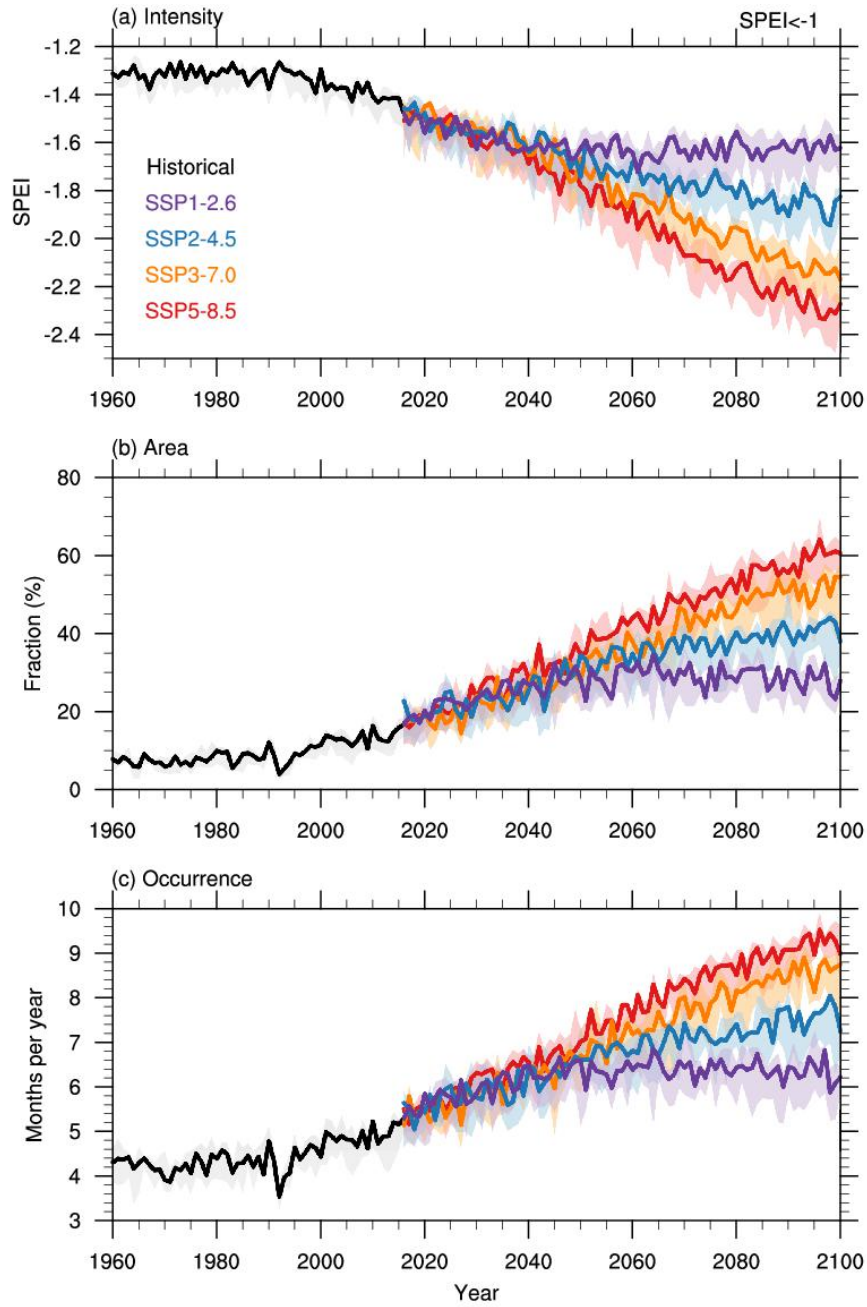 (a) Intensity SPEI<-1
-1.2
-1.4
-1.6
-1.8
-2.0
-2.2
-2.4
SPEI
Historical
SSP1-2.6
SSP2-4.5
SSP3-7.0
SSP5-8.5
1960 1980 2000 2020 2040 2060 2080 2100
(b) Area
80
60
40
20
0
Fraction (%)
1960 1980 2000 2020 2040 2060 2080 2100
(c) Occurrence
10
9
8
7
6
5
4
3
Months per year
1960 1980 2000 2020 2040 2060 2080 2100
Year